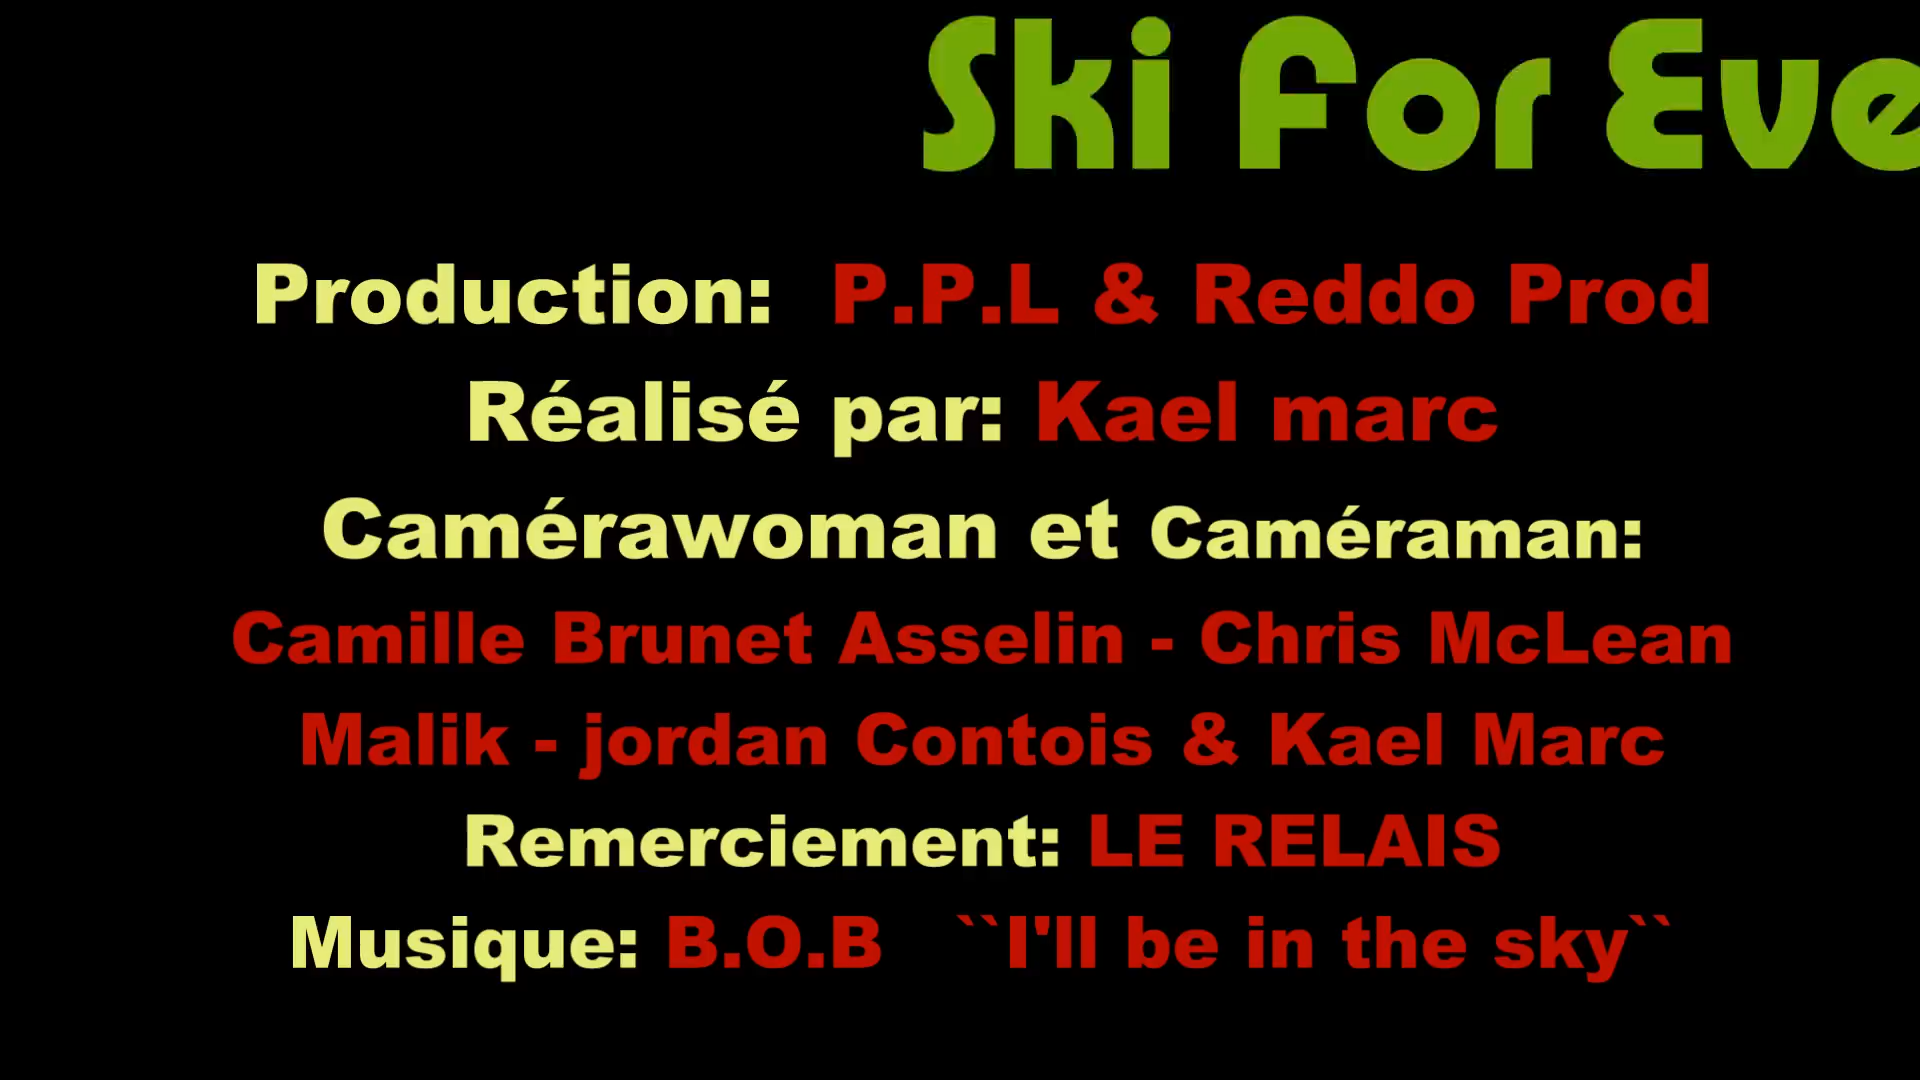 Ski For Eve
Production: P.P.L & Reddo Prod
Réalisé par: Kael marc
Camérawoman et Caméraman:
Camille Brunet Asselin - Chris McLean
Malik - jordan Contois & Kael Marc
Remerciement: LE RELAIS
Musique: B.O.B ``I'll be in the sky``